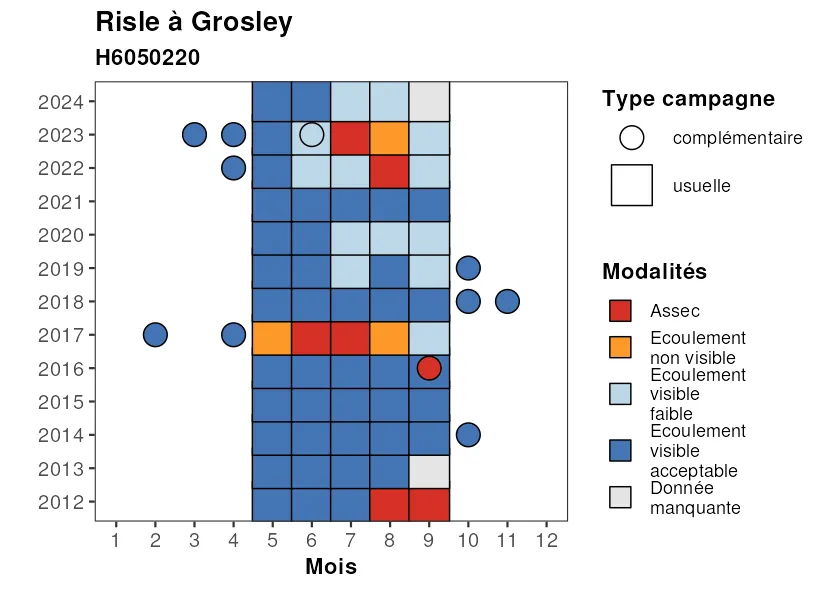 Risle à Grosley
H6050220
2024
2023
2022
2021
2020
2019
2018
2017
2016
2015
2014
2013
2012
1 2 3 4 5 6 7 8 9 10 11 12
Mois
Type campagne
complémentaire
usuelle
Modalités
Assec
Ecoulement
non visible
Ecoulement
visible
faible
Ecoulement
visible
acceptable
Donnée
manquante